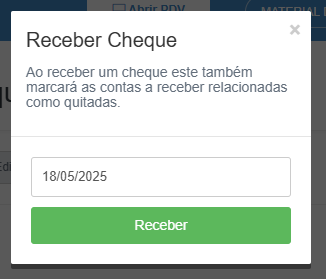 Abrir PDV
MATERIAL
Receber Cheque
×
Ao receber um cheque este também
marcará as contas a receber relacionadas
como quitadas.
Edi
18/05/2025
Receber